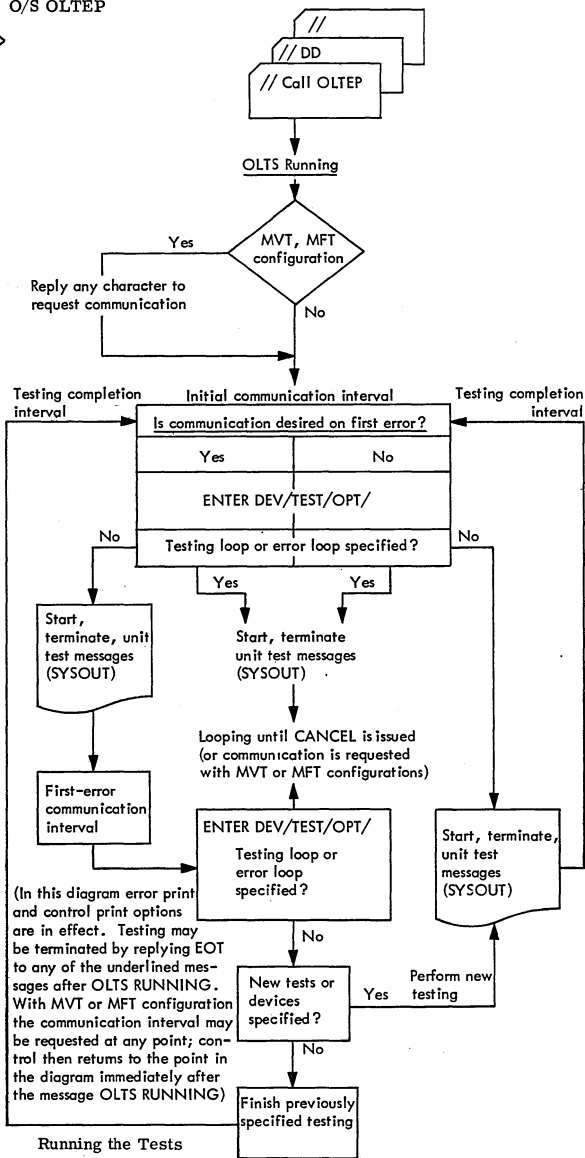 O/S OLTEP
//
// DD
// Call OLTEP
OLTS Running
MVT, MFT
configuration
Yes
No
Reply any character to
request communication
Testing completion
interval
Initial communication interval
Testing completion
interval
Is communication desired on first error?
Yes
No
ENTER DEV/TEST/OPT/
No
Testing loop or error loop specified?
No
Yes
Yes
Start,
terminate, unit
test messages
(SYSOUT)
Start, terminate
unit test messages
(SYSOUT)
Looping until CANCEL is issued
(or communication is requested
with MVT or MFT configurations)
First-error
communication
interval
ENTER DEV/TEST/OPT/
Testing loop or
error loop
specified?
Start, terminate,
unit test
messages
(SYSOUT)
(In this diagram error print
and control print options
are in effect. Testing may
be terminated by replying EOT
to any of the underlined mes-
sages after OLTS RUNNING.
With MVT or MFT configuration
the communication interval may
be requested at any point; con-
trol then returns to the point in
the diagram immediately after
the message OLTS RUNNING)
No
New tests or
devices
specified?
Yes
Perform new
testing
No
Finish previously
specified testing
Running the Tests